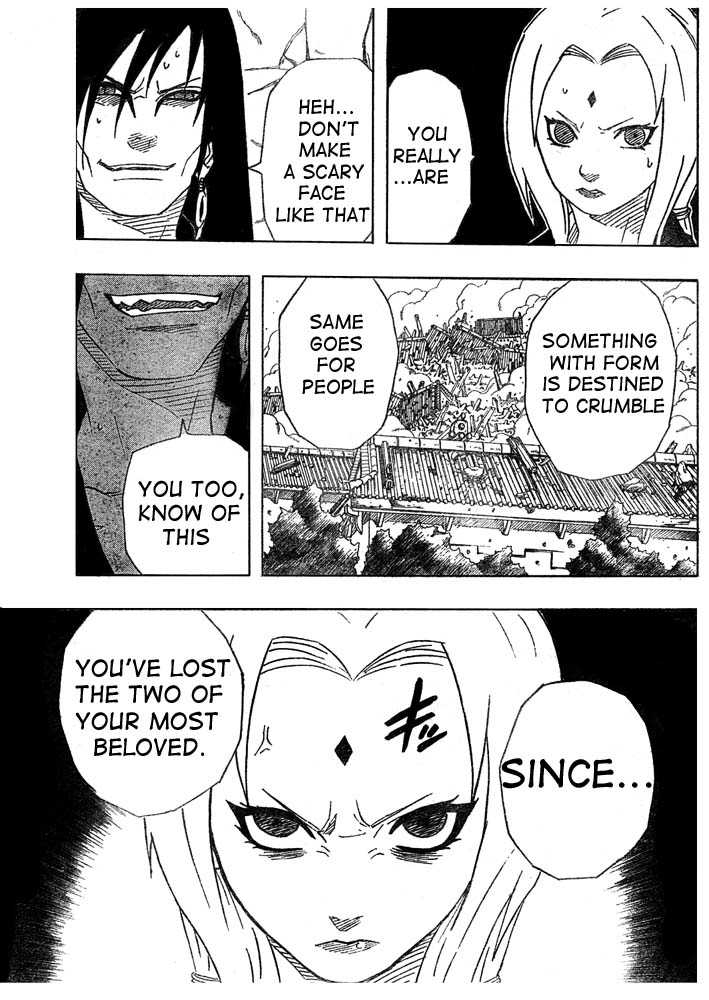 YOU
REALLY
...ARE
HEH...
DON'T
MAKE
A SCARY
FACE
LIKE THAT
SOMETHING
WITH FORM
IS DESTINED
TO CRUMBLE
SAME
GOES
FOR
PEOPLE
YOU TOO,
KNOW OF
THIS
SINCE...
ギッ
YOU'VE LOST
THE TWO OF
YOUR MOST
BELOVED.